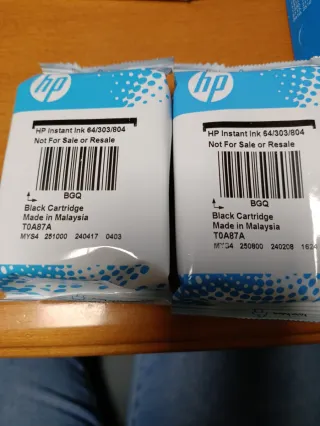 hp
HP Instant Ink 64/303/804
Not For Sale or Resale
BGQ
Black Cartridge
Made in Malaysia
T0A87A
MYS4 251000 240417 0403
hp
HP Instant Ink 64/303/804
Not For Sale or Resale
BGQ
Black Cartridge
Made in Malaysia
T0A87A
MYS4 250800 240208 1624